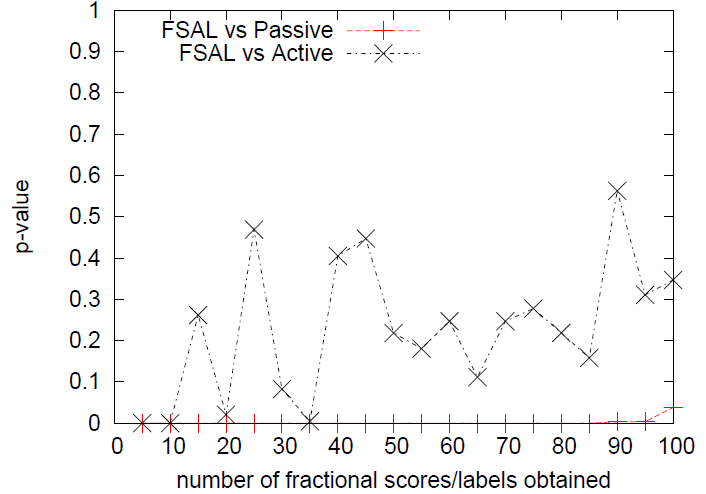 FSAL vs Passive
FSAL vs Active
1
0.9
0.8
0.7
0.6
0.5
0.4
0.3
0.2
0.1
0
p-value
0 10 20 30 40 50 60 70 80 90 100
number of fractional scores/labels obtained